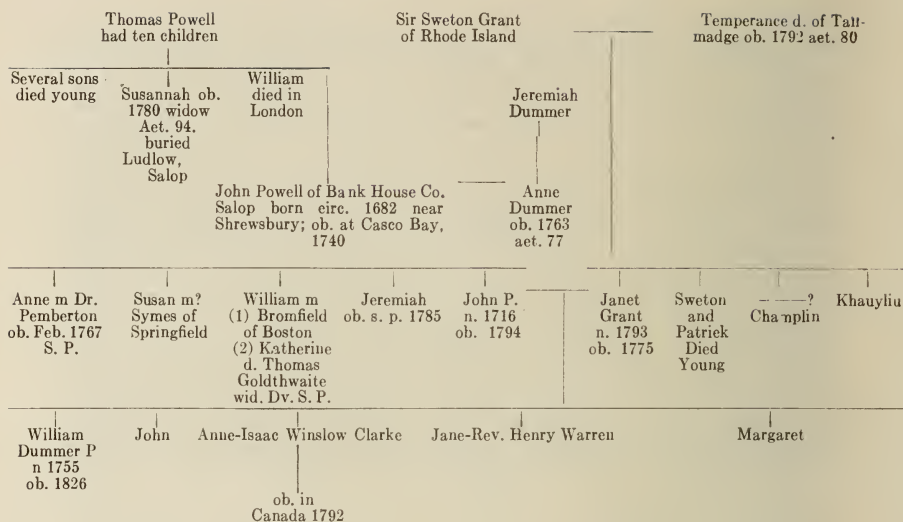 Thomas Powell
had ten children
Sir Sweton Grant
of Rhode Island
Temperance d. of Tall-
madge ob. 1792 aet. 80
Several sons
died young
Susannah ob.
1780 widow
Aet. 94.
buried
Ludlow,
Salop
William
died in
London
Jeremiah
Dummer
John Powell of Bank House Co.
Salop born circ. 1682 near
Shrewsbury; ob. at Casco Bay,
1740
Anne
Dummer
ob. 1763
aet. 77
Anne m Dr.
Pemberton
ob. Feb. 1767
S. P.
Susan m?
Symes of
Springfield
William m
(1) Bromfield
of Boston
(2) Katherine
d. Thomas
Goldthwaite
wid. Dv. S. P.
Jeremiah
ob. s. p. 1785
John P.
n. 1716
ob. 1794
Janet
Grant
n. 1793
ob. 1775
Sweton
and
Patrick
Died
Young
— —?
Champlin
Khauyliu
William
Dummer P
n 1755
ob. 1826
John
Anne-Isaac Winslow Clarke
ob. in
Canada 1792
Jane-Rev. Henry Warren
Margaret